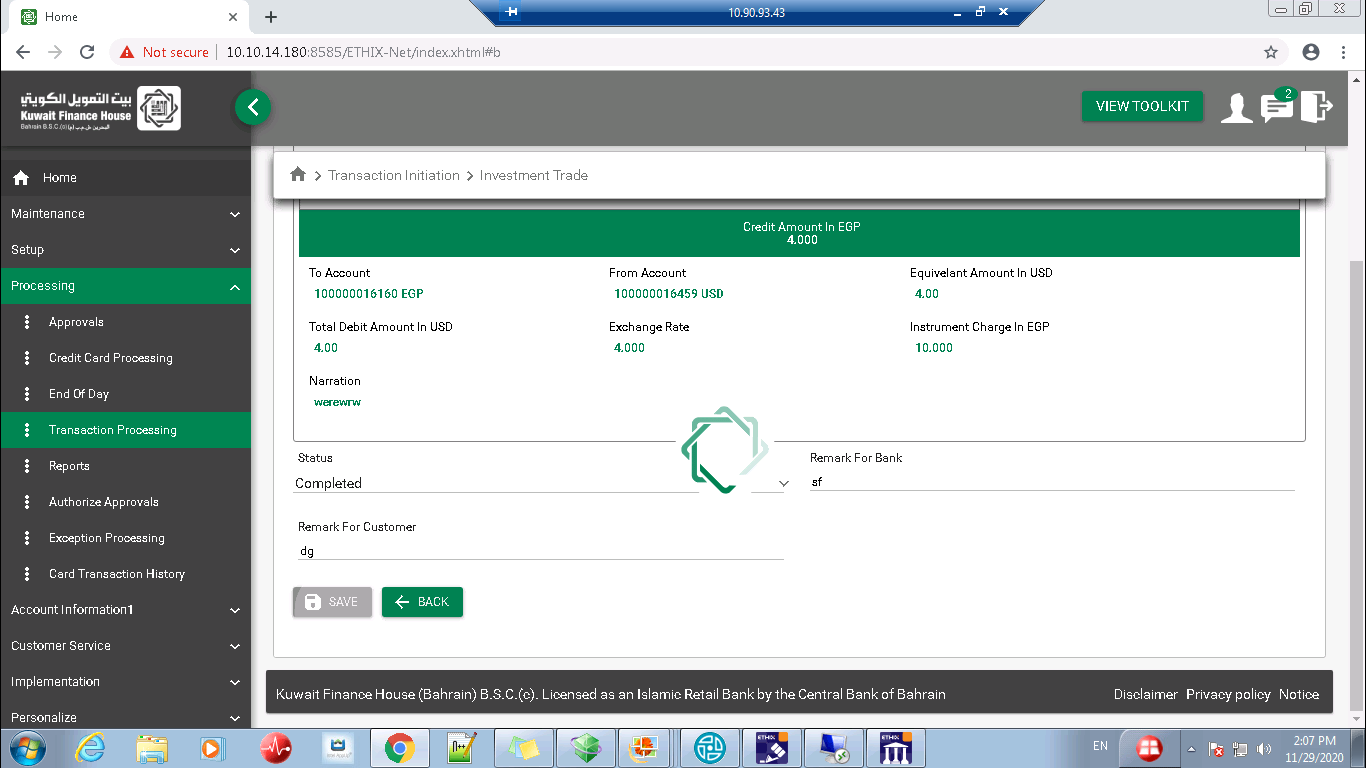 Home
10.90.93.43
Not secure
10.10.14.180:8585/ETHIX-Net/index.xhtml#b
بيت التمويل الكويتي
Kuwait Finance House
Bahrain B.S.C.(c)
VIEW TOOLKIT
2
Home
Maintenance
Setup
Processing
Approvals
Credit Card Processing
End Of Day
Transaction Processing
Reports
Authorize Approvals
Exception Processing
Card Transaction History
Account Information1
Customer Service
Implementation
Personalize
Transaction Initiation
Investment Trade
Credit Amount In EGP
4.000
To Account
From Account
Equivelant Amount In USD
100000016160 EGP
100000016459 USD
4.00
Total Debit Amount In USD
Exchange Rate
Instrument Charge In EGP
4.00
4.000
10.000
Narration
werewrw
Status
Remark For Bank
Completed
sf
Remark For Customer
dg
SAVE
BACK
Kuwait Finance House (Bahrain) B.S.C.(c). Licensed as an Islamic Retail Bank by the Central Bank of Bahrain
Disclaimer Privacy policy Notice
ETHIX
ETHIX
EN
2:07 PM
11/29/2020